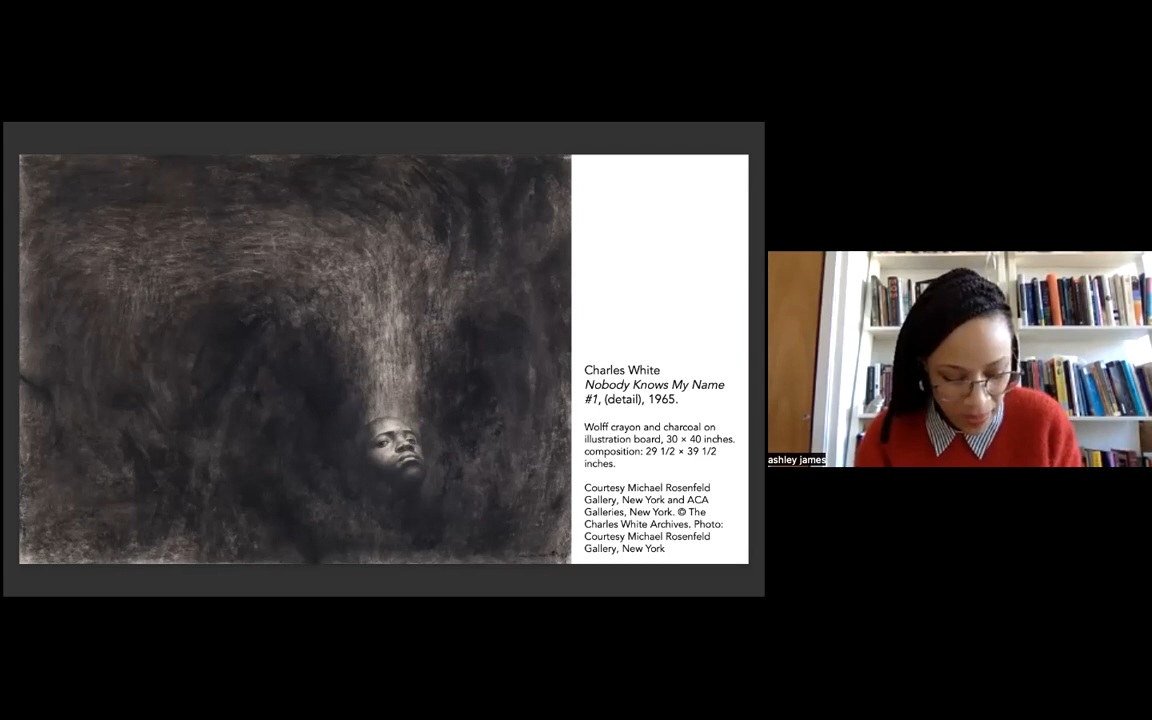 Charles White
Nobody Knows My Name
#1, (detail), 1965.
Wolff crayon and charcoal on
illustration board, 30 × 40 inches.
composition: 29 1/2 × 39 1/2
inches.
Courtesy Michael Rosenfeld
Gallery, New York and ACA
Galleries, New York. © The
Charles White Archives. Photo:
Courtesy Michael Rosenfeld
Gallery, New York
ashley james